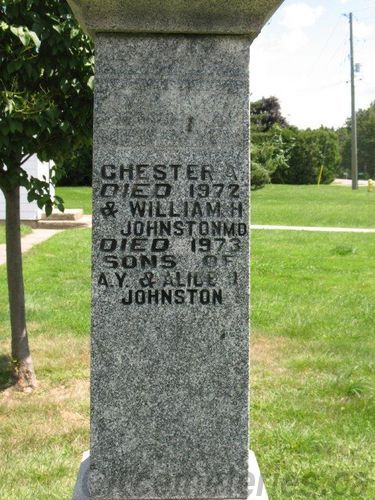 CHESTER A.
DIED 1972
& WILLIAM H
JOHNSTON MD
DIED 1973
SONS OF
A.Y. & ALICE J
JOHNSTON